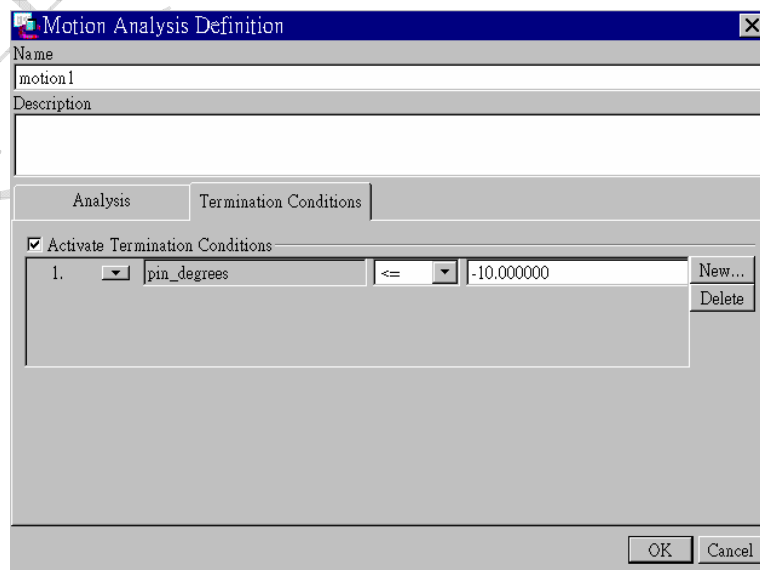 Motion Analysis Definition
Name
motion1
Description
Analysis
Termination Conditions
Activate Termination Conditions
1. pin_degrees <= -10.000000 New...
Delete
OK Cancel